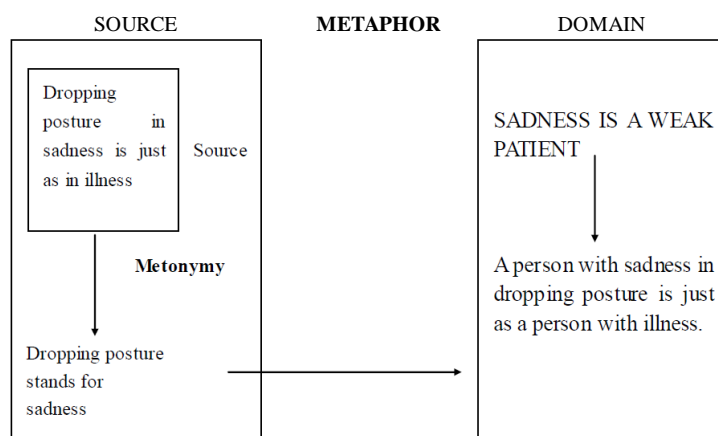 SOURCE METAPHOR DOMAIN
Dropping
posture in
sadness is just
as in illness
Source
Metonymy
Dropping posture
stands for
sadness
SADNESS IS A WEAK
PATIENT
A person with sadness in
dropping posture is just
as a person with illness.